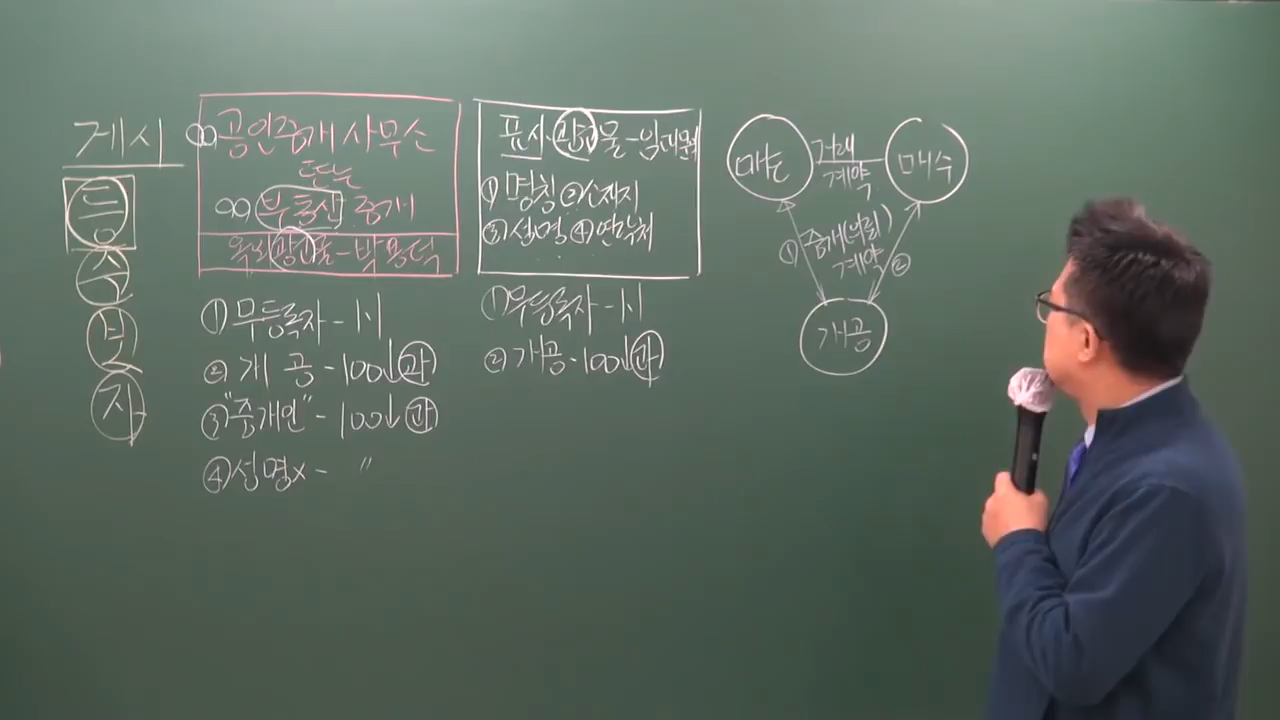 게시
등
수
보
자
공인중개사무소
또는
부동산 중개
옥외광고물 - 박용덕
① 무등록자 - 1-1
② 개공 - 100↓ 과
③ "중개인" - 100↓ 과
④ 성명x - 〃
표시·광고물 -
① 명칭 ② 소재지
③ 성명 ④ 연락처
① 무등록자 - 1-1
② 개공 - 100↓ 과
매도 거래 매수
계약
① 중개(의뢰)
계약 ②
개공